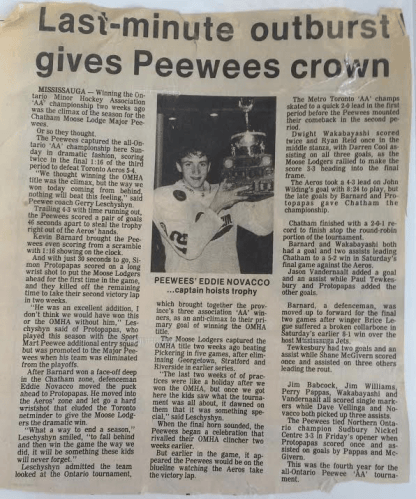 Last-minute outburst
gives Peewees crown
MISSISSAUGA — Winning the On-
tario Minor Hockey Association
'AA' championship two weeks ago
was the climax of the season for the
Chatham Moose Lodge Major Pee-
wees.
Or so they thought.
The Peewees captured the all-On-
tario 'AA' championship here Sun-
day in dramatic fashion, scoring
twice in the final 1:16 of the third
period to defeat Toronto Aeros 5-4.
"We thought winning the OMHA
title was the climax, but the way we
won today coming from behind,
nothing will beat this feeling," said
Peewee coach Gerry Leschyshyn.
Trailing 4-3 with time running out,
the Peewees scored a pair of goals
46 seconds apart to steal the trophy
right out of the Aeros' hands.
Kevin Barnard brought the Pee-
wees even scoring from a scramble
with 1:16 showing on the clock.
And with just 30 seconds to go, Si-
mon Protopapas scored on a long
wrist shot to put the Moose Lodgers
ahead for the first time in the game,
and they killed off the remaining
time to take their second victory lap
in two weeks.
"He was an excellent addition, I
don't think we would have won this
or the OMHA without him," Les-
chyshyn said of Protopapas, who
played this season with the Sport
Mart Peewee additional entry squad
but was promoted to the Major Pee-
wees when his team was eliminated
from the playoffs.
After Barnard won a face-off deep
in the Chatham zone, defenceman
Eddie Novacco moved the puck
ahead to Protopapas. He moved into
the Aeros' zone and let go a hard
wristshot that eluded the Toronto
netminder to give the Moose Lodg-
ers the dramatic win.
"What a way to end a season,"
Leschyshyn smiled, "to fall behind
and then win the game the way we
did, it will be something these kids
will never forget."
Leschyshyn admitted the team
looked at the Ontario tournament,
PEEWEES' EDDIE NOVACCO
...captain hoists trophy
which brought together the prov-
ince's three association 'AA' win-
ners, as an anti-climax to their pri-
mary goal of winning the OMHA
title.
The Moose Lodgers captured the
OMHA title two weeks ago beating
Pickering in five games, after elim-
inating Georgetown, Stratford and
Riverside in earlier series.
"The last two weeks of of practices
were like a holiday after we
won the OMHA, but once we got
here the kids saw what the tourna-
ment was all about, it dawned on
them that it was something spe-
cial," said Leschyshyn.
When the final horn sounded, the
Peewees began a celebration that
rivalled their OMHA clincher two
weeks earlier.
But earlier in the game, it ap-
peared the Peewees would be on the
blueline watching the Aeros take
the victory lap.
The Metro Toronto 'AA' champs
skated to a quick 2-0 lead in the first
period before the Peewees mounted
their comeback in the second pe-
riod.
Dwight Wakabayashi scored
twice and Ryan Reid once in the
middle stanza, with Darren Cool as-
sisting on all three goals, as the
Moose Lodgers rallied to make the
score 3-3 heading into the final
frame.
The Aeros took a 4-3 lead on John
Wilding's goal with 6:24 to play, but
the late goals by Barnard and Pro-
topapas gave Chatham the
championship.
Chatham finished with a 2-0-1 re-
cord to finish atop the round-robin
portion of the tournament.
Barnard and Wakabayashi both
had a goal and two assists leading
Chatham to a 5-2 win in Saturday's
final game against the Aeros.
Jason Vandernaalt added a goal
and an assist while Paul Tewkes-
bury and Protopapas added the
other goals.
Barnard, a defenceman, was
moved up to forward for the final
two games after winger Brice Lea-
gue suffered a broken collarbone in
Saturday's earlier 8-1 win over the
host Mississauga Jets.
Tewkesbury had two goals and an
assist while Shane McGivern scored
once and assisted on three others
leading the rout.
Jim Babcock, Jim Williams,
Perry Pappas, Wakabayashi and
Vandernaalt all scored single mark-
ers while Dave Vellinga and No-
vacco both picked up three assists.
The Peewees tied Northern Onta-
rio champion Sudbury Nickel
Centre 3-3 in Friday's opener when
Protopapas scored once and as-
sisted on goals by Pappas and Mc-
Givern.
This was the fourth year for the
all-Ontario Peewee 'AA' tourna-
ment.